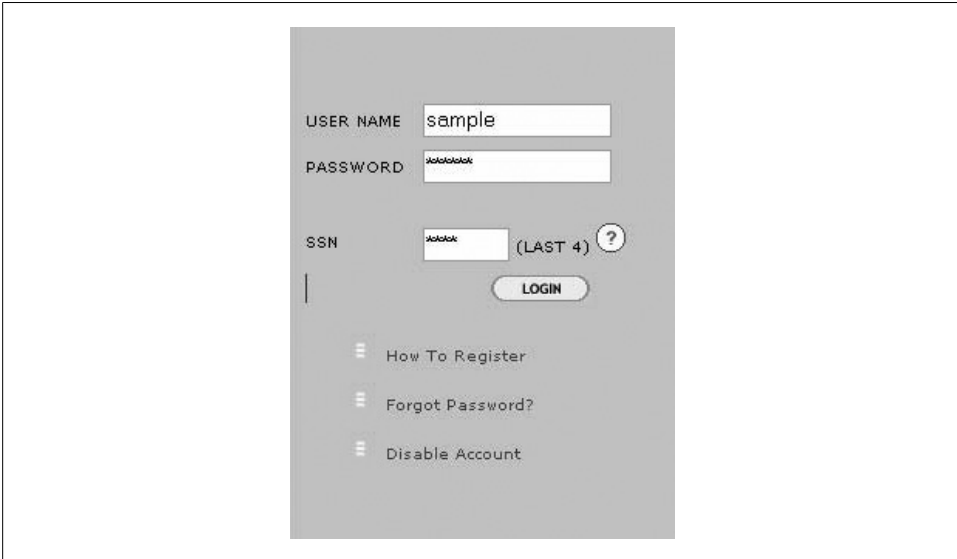 USER NAME sample
PASSWORD *******
SSN **** (LAST 4) ?
LOGIN
How To Register
Forgot Password?
Disable Account